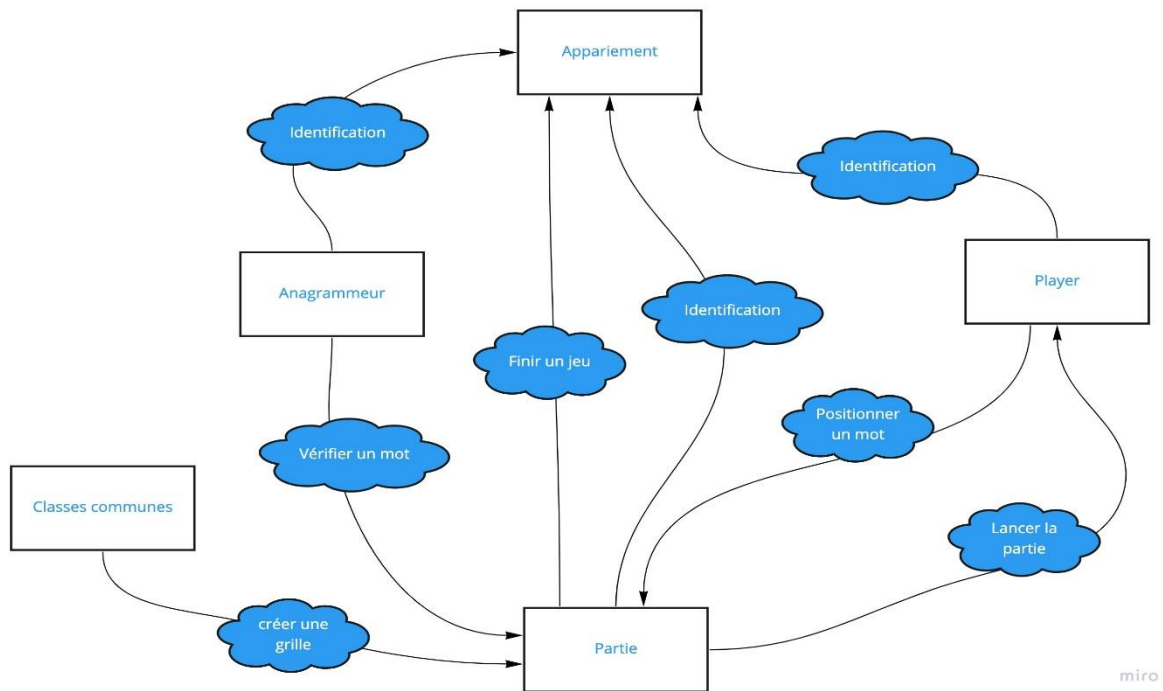 Appariement
Identification
Identification
Anagrammeur
Identification
Player
Finir un jeu
Positionner
un mot
Vérifier un mot
Classes communes
Lancer la
partie
créer une
grille
Partie
miro